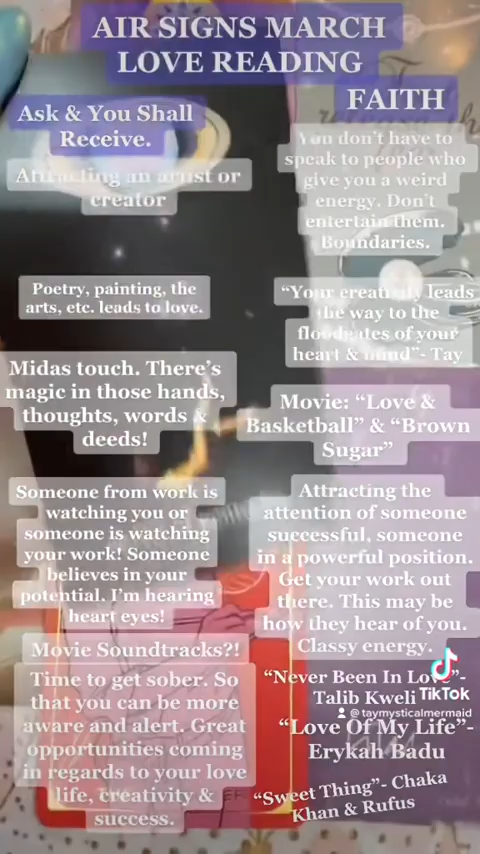 AIR SIGNS MARCH
LOVE READING
Ask & You Shall
Receive.
Attracting an artist or
creator
Poetry, painting, the
arts, etc. leads to love.
Midas touch. There's
magic in those hands,
thoughts, words &
deeds!
Someone from work is
watching you or
someone is watching
your work! Someone
believes in your
potential. I'm hearing
heart eyes!
Movie Soundtracks?!
Time to get sober. So
that you can be more
aware and alert. Great
opportunities coming
in regards to your love
life, creativity &
success.
FAITH
You don't have to
speak to people who
give you a weird
energy. Don't
entertain them.
Boundaries.
"Your creativity leads
the way to the
floodgates of your
heart & mind"- Tay
Movie: "Love &
Basketball" & "Brown
Sugar"
Attracting the
attention of someone
successful, someone
in a powerful position.
Get your work out
there. This may be
how they hear of you.
Classy energy.
"Never Been In Love"-
Talib Kweli
TikTok
@taymysticalmermaid
"Love Of My Life"-
Erykah Badu
"Sweet Thing"- Chaka
Khan & Rufus